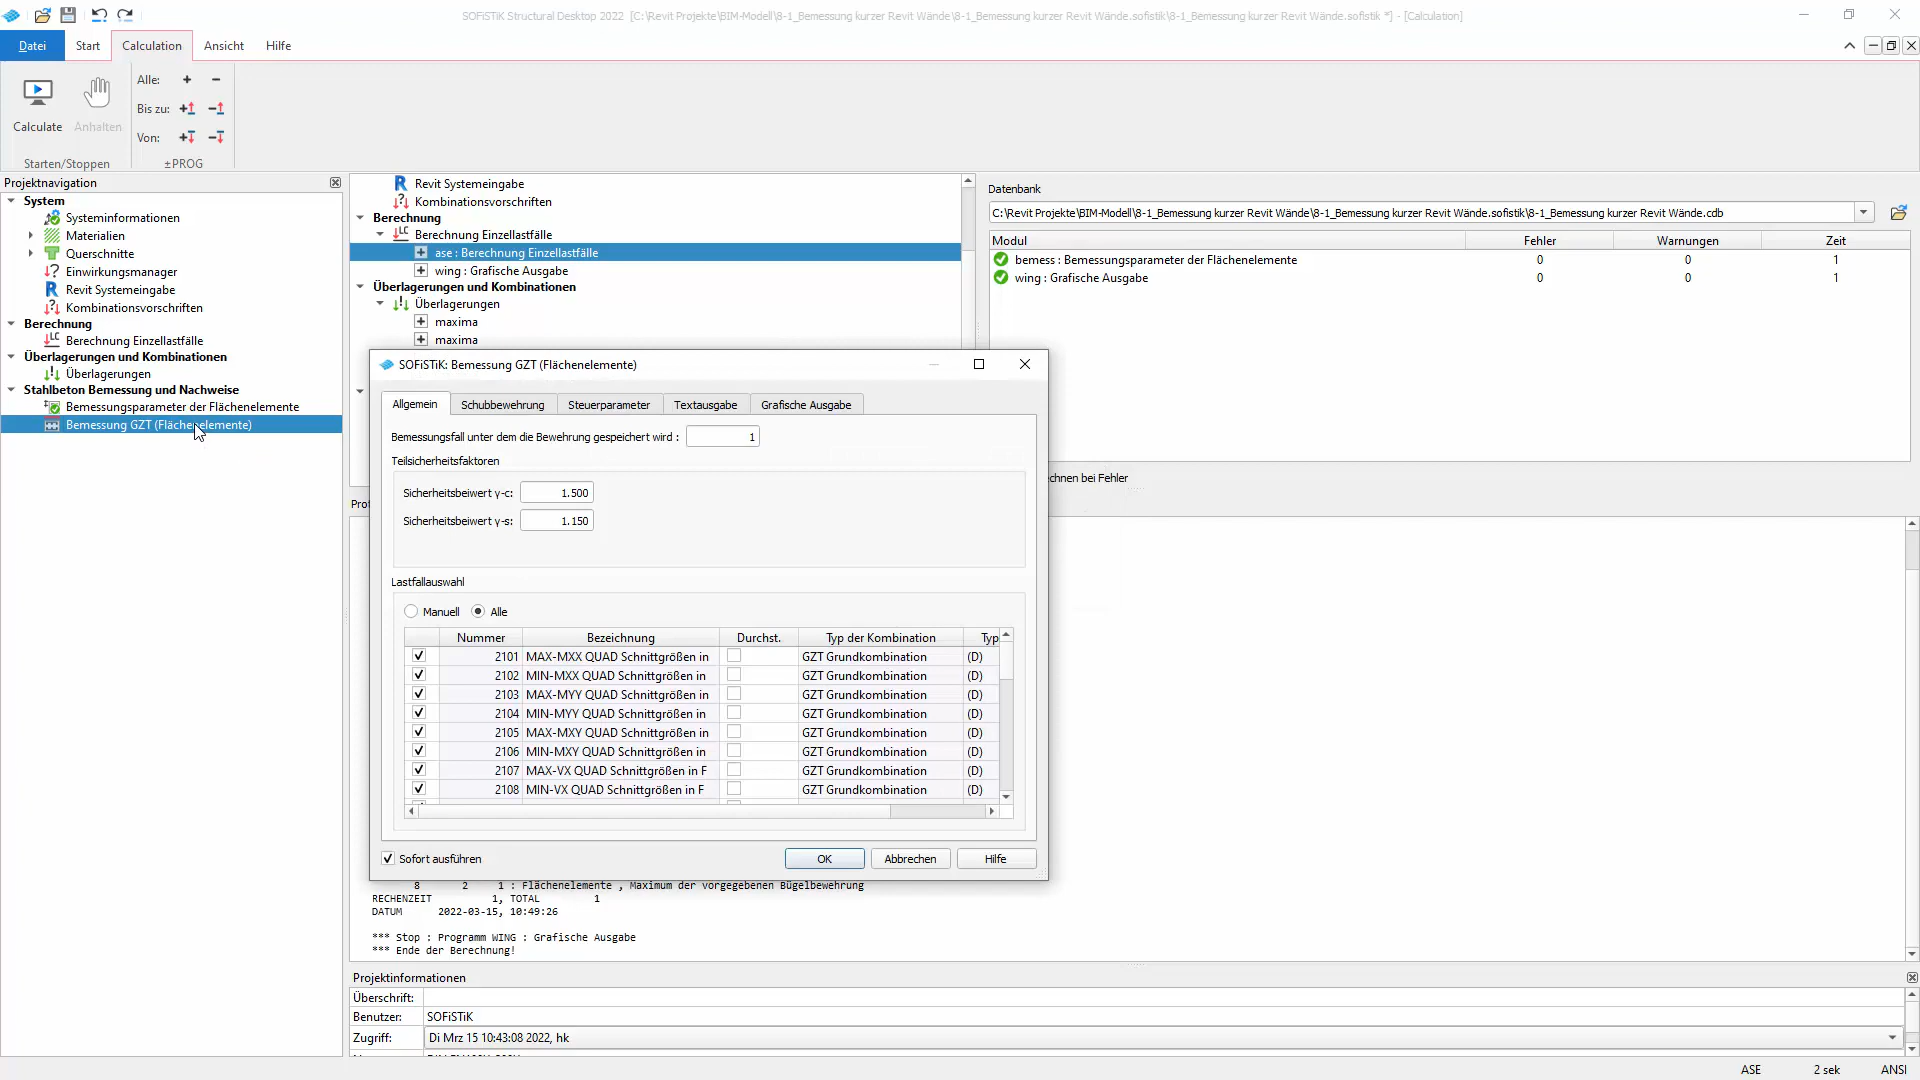 SOFiSTiK Structural Desktop 2022 [C:\Revit Projekte\BIM-Modell\8-1_Bemessung kurzer Revit Wände\8-1_Bemessung kurzer Revit Wände.sofistik\8-1_Bemessung kurzer Revit Wände.sofistik *] - [Calculation]
Datei Start Calculation Ansicht Hilfe
Alle:
Bis zu:
Von:
Calculate Anhalten
Starten/Stoppen ±PROG
Projektnavigation
System
Systeminformationen
Materialien
Querschnitte
Einwirkungsmanager
Revit Systemeingabe
Kombinationsvorschriften
Berechnung
Berechnung Einzellastfälle
Überlagerungen und Kombinationen
Überlagerungen
Stahlbeton Bemessung und Nachweise
Bemessungsparameter der Flächenelemente
Bemessung GZT (Flächenelemente)
Revit Systemeingabe
Kombinationsvorschriften
Berechnung
Berechnung Einzellastfälle
ase : Berechnung Einzellastfälle
wing : Grafische Ausgabe
Überlagerungen und Kombinationen
Überlagerungen
maxima
maxima
Datenbank
C:\Revit Projekte\BIM-Modell\8-1_Bemessung kurzer Revit Wände\8-1_Bemessung kurzer Revit Wände.sofistik\8-1_Bemessung kurzer Revit Wände.cdb
Modul Fehler Warnungen Zeit
bemess : Bemessungsparameter der Flächenelemente 0 0 1
wing : Grafische Ausgabe 0 0 1
chnen bei Fehler
Prot
SOFiSTiK: Bemessung GZT (Flächenelemente)
Allgemein Schubbewehrung Steuerparameter Textausgabe Grafische Ausgabe
Bemessungsfall unter dem die Bewehrung gespeichert wird : 1
Teilsicherheitsfaktoren
Sicherheitsbeiwert γ-c: 1.500
Sicherheitsbeiwert γ-s: 1.150
Lastfallauswahl
Manuell Alle
Nummer Bezeichnung Durchst. Typ der Kombination Typ
2101 MAX-MXX QUAD Schnittgrößen in GZT Grundkombination (D)
2102 MIN-MXX QUAD Schnittgrößen in GZT Grundkombination (D)
2103 MAX-MYY QUAD Schnittgrößen in GZT Grundkombination (D)
2104 MIN-MYY QUAD Schnittgrößen in GZT Grundkombination (D)
2105 MAX-MXY QUAD Schnittgrößen in GZT Grundkombination (D)
2106 MIN-MXY QUAD Schnittgrößen in GZT Grundkombination (D)
2107 MAX-VX QUAD Schnittgrößen in F GZT Grundkombination (D)
2108 MIN-VX QUAD Schnittgrößen in F GZT Grundkombination (D)
Sofort ausführen OK Abbrechen Hilfe
8 2 1 : Flächenelemente , Maximum der vorgegebenen Bügelbewehrung
RECHENZEIT 1, TOTAL 1
DATUM 2022-03-15, 10:49:26
*** Stop : Programm WING : Grafische Ausgabe
*** Ende der Berechnung!
Projektinformationen
Überschrift:
Benutzer: SOFiSTiK
Zugriff: Di Mrz 15 10:43:08 2022, hk
ASE 2 sek ANSI